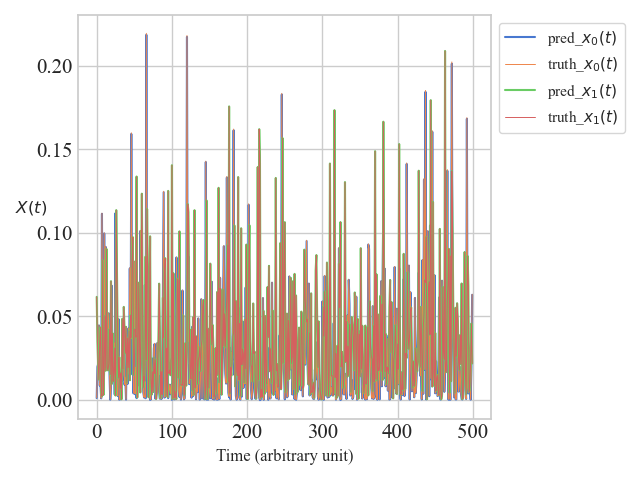 pred_x₀(t)
truth_x₀(t)
pred_x₁(t)
truth_x₁(t)
0.20
0.15
X(t)
0.10
0.05
0.00
0 100 200 300 400 500
Time (arbitrary unit)